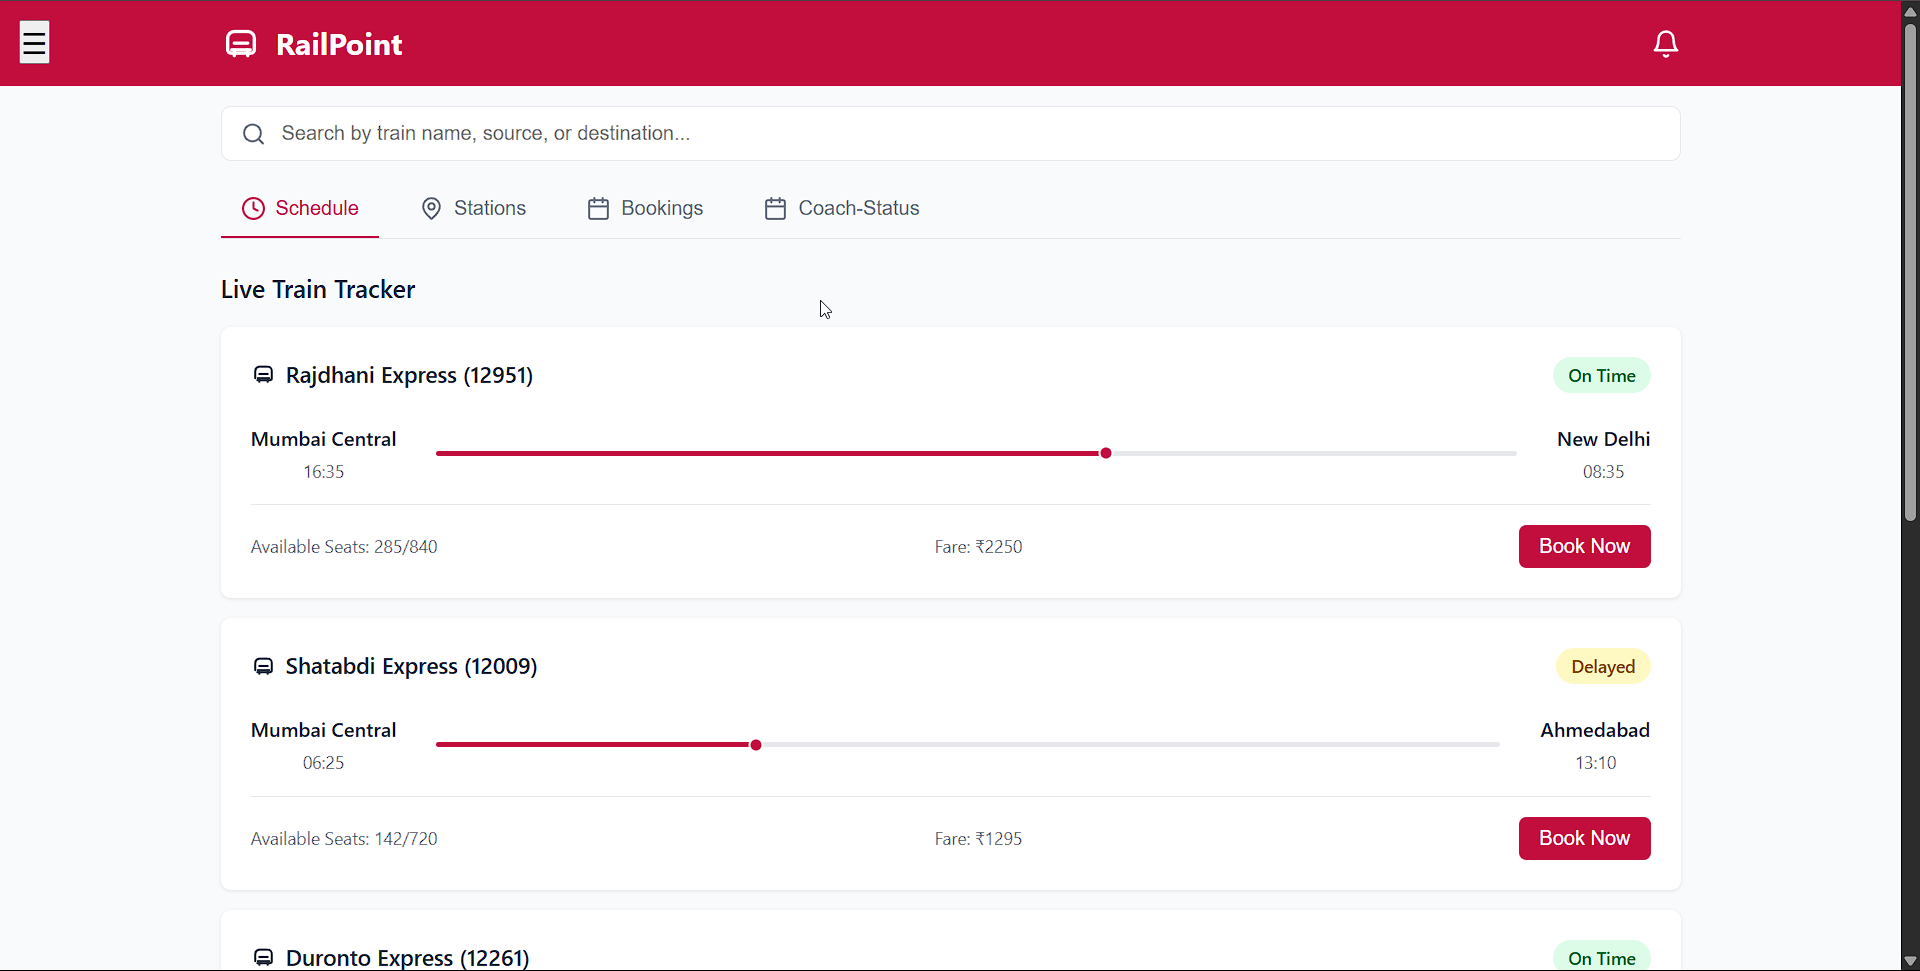 RailPoint
Search by train name, source, or destination...
Schedule Stations Bookings Coach-Status
Live Train Tracker
Rajdhani Express (12951) On Time
Mumbai Central New Delhi
16:35 08:35
Available Seats: 285/840 Fare: ₹2250 Book Now
Shatabdi Express (12009) Delayed
Mumbai Central Ahmedabad
06:25 13:10
Available Seats: 142/720 Fare: ₹1295 Book Now
Duronto Express (12261) On Time